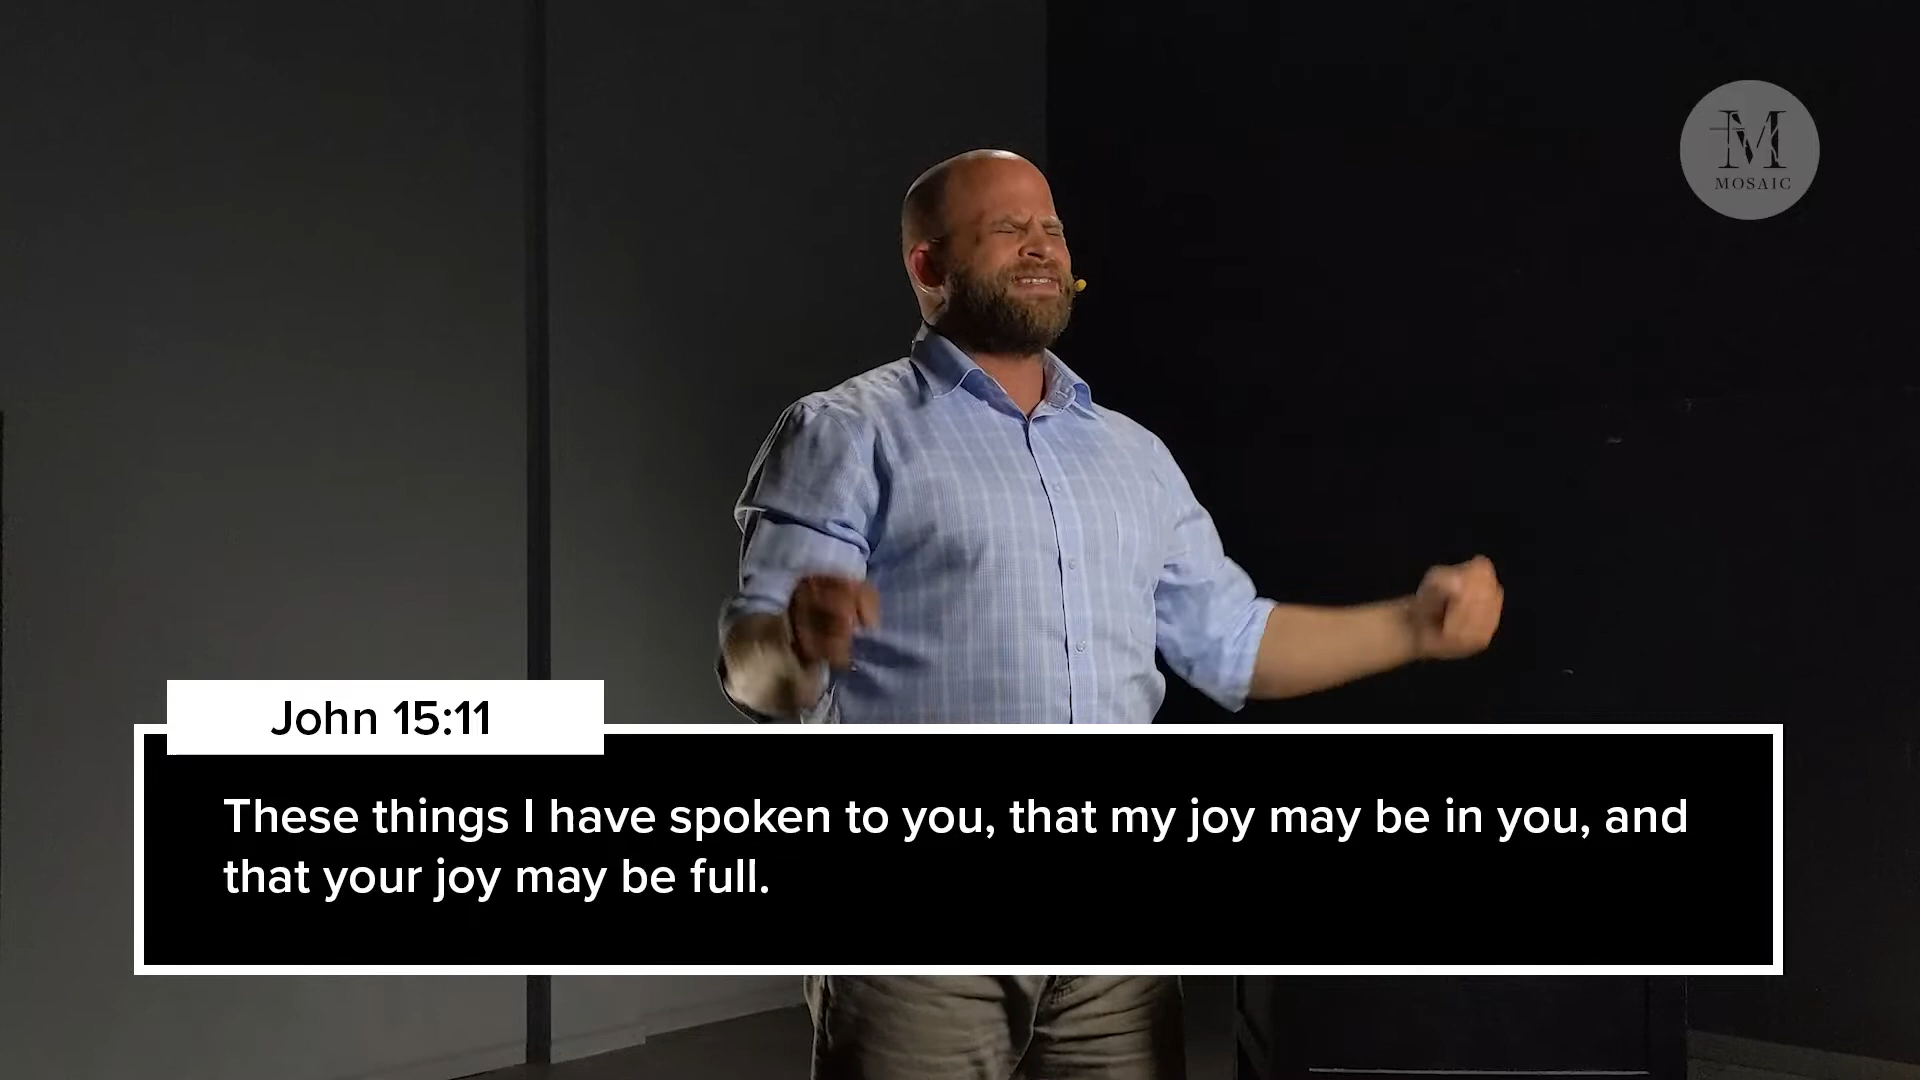 M
MOSAIC
John 15:11
These things I have spoken to you, that my joy may be in you, and
that your joy may be full.